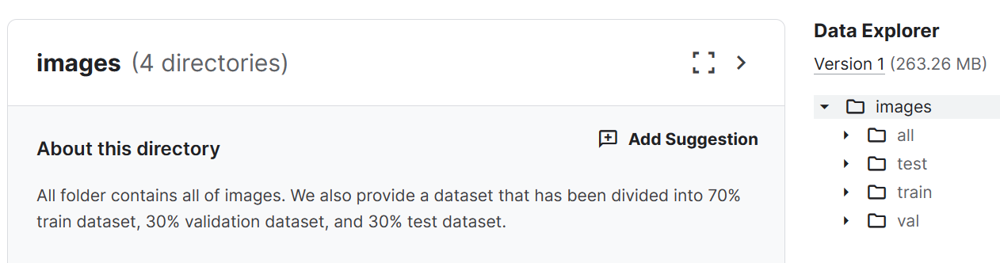 images (4 directories)
About this directory
Add Suggestion
All folder contains all of images. We also provide a dataset that has been divided into 70%
train dataset, 30% validation dataset, and 30% test dataset.
Data Explorer
Version 1 (263.26 MB)
images
all
test
train
val